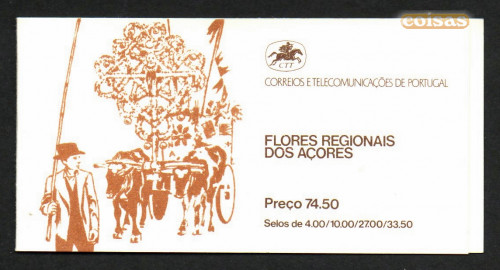 coisas
CTT
CORREIOS E TELECOMUNICAÇÕES DE PORTUGAL
FLORES REGIONAIS
DOS AÇORES
Preço 74.50
Selos de 4.00/10.00/27.00/33.50